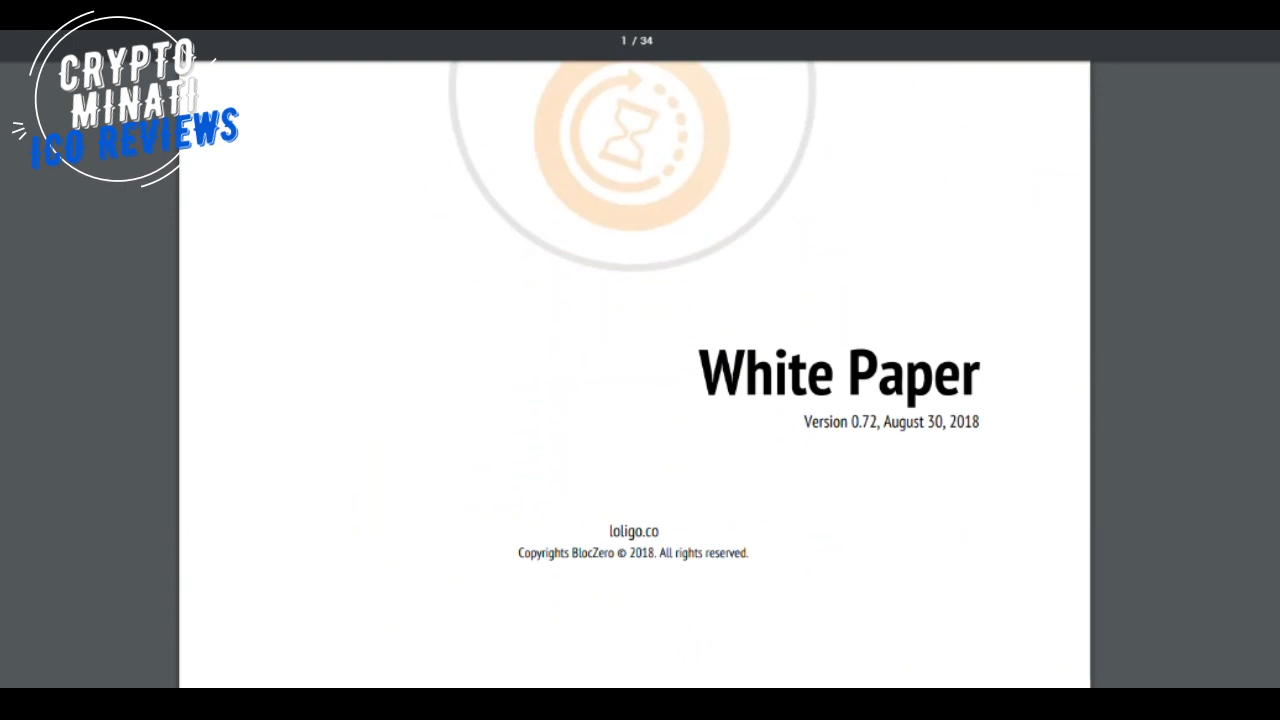 CRYPTO
MINATI
ICO REVIEWS
1 / 34
White Paper
Version 0.72, August 30, 2018
loligo.co
Copyrights BlocZero © 2018. All rights reserved.